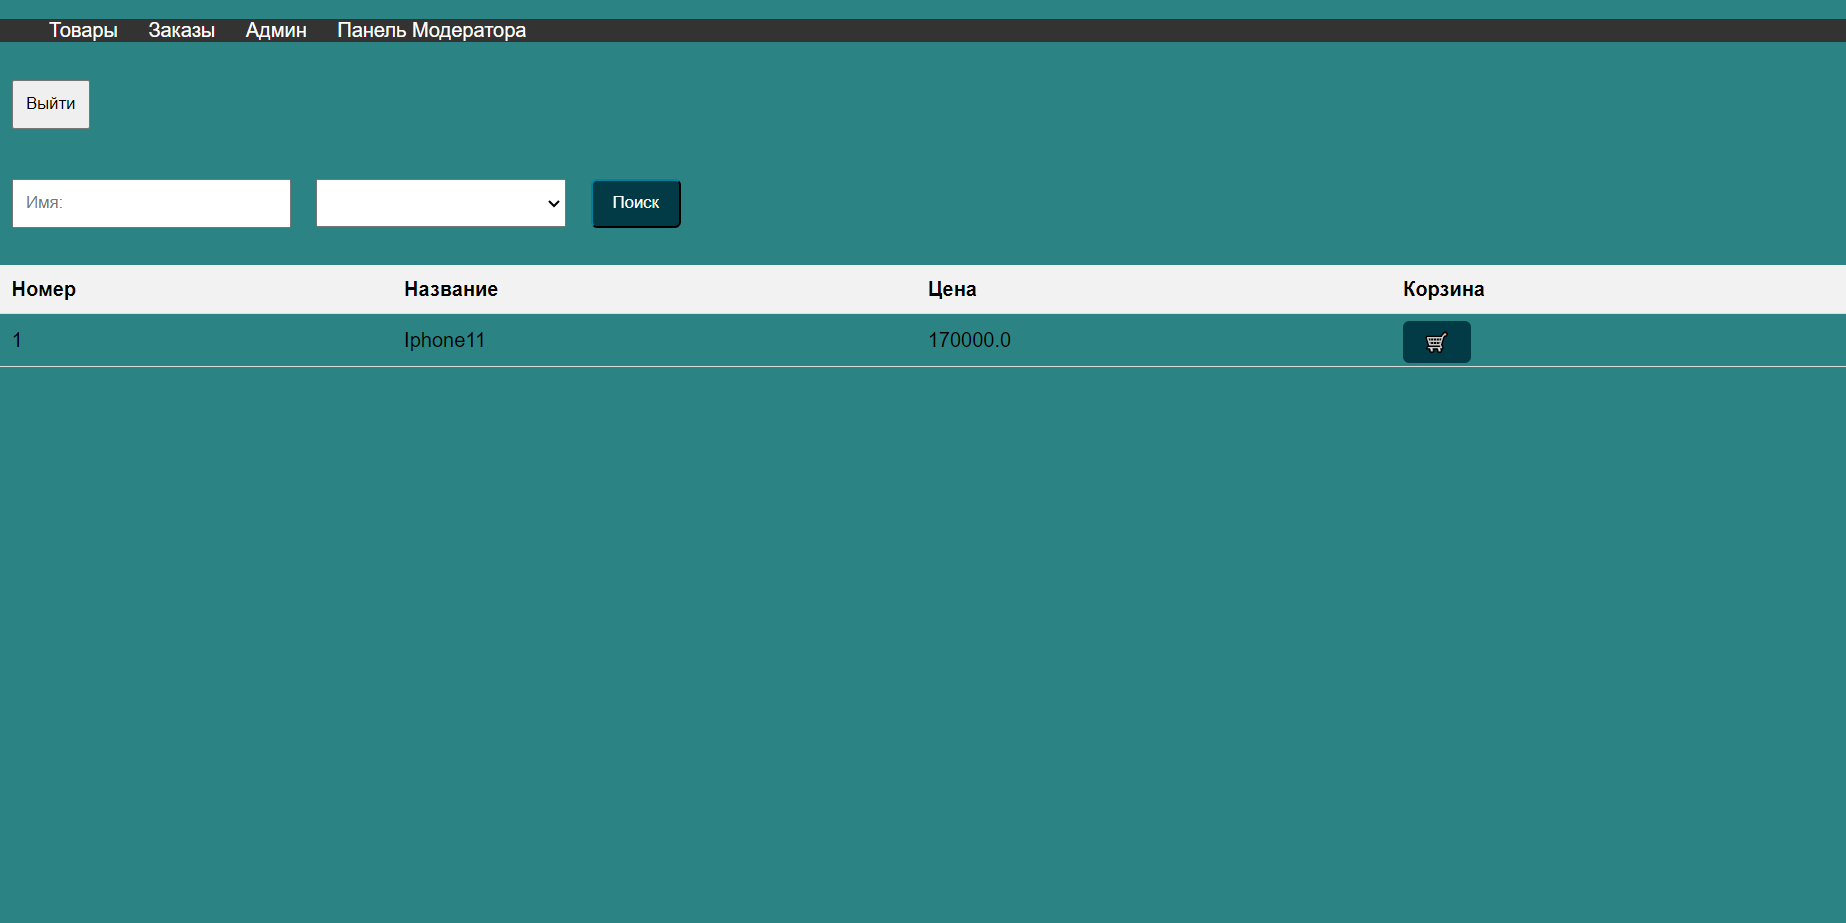 Товары Заказы Админ Панель Модератора
Выйти
Имя: Поиск
Номер Название Цена Корзина
1 Iphone11 170000.0